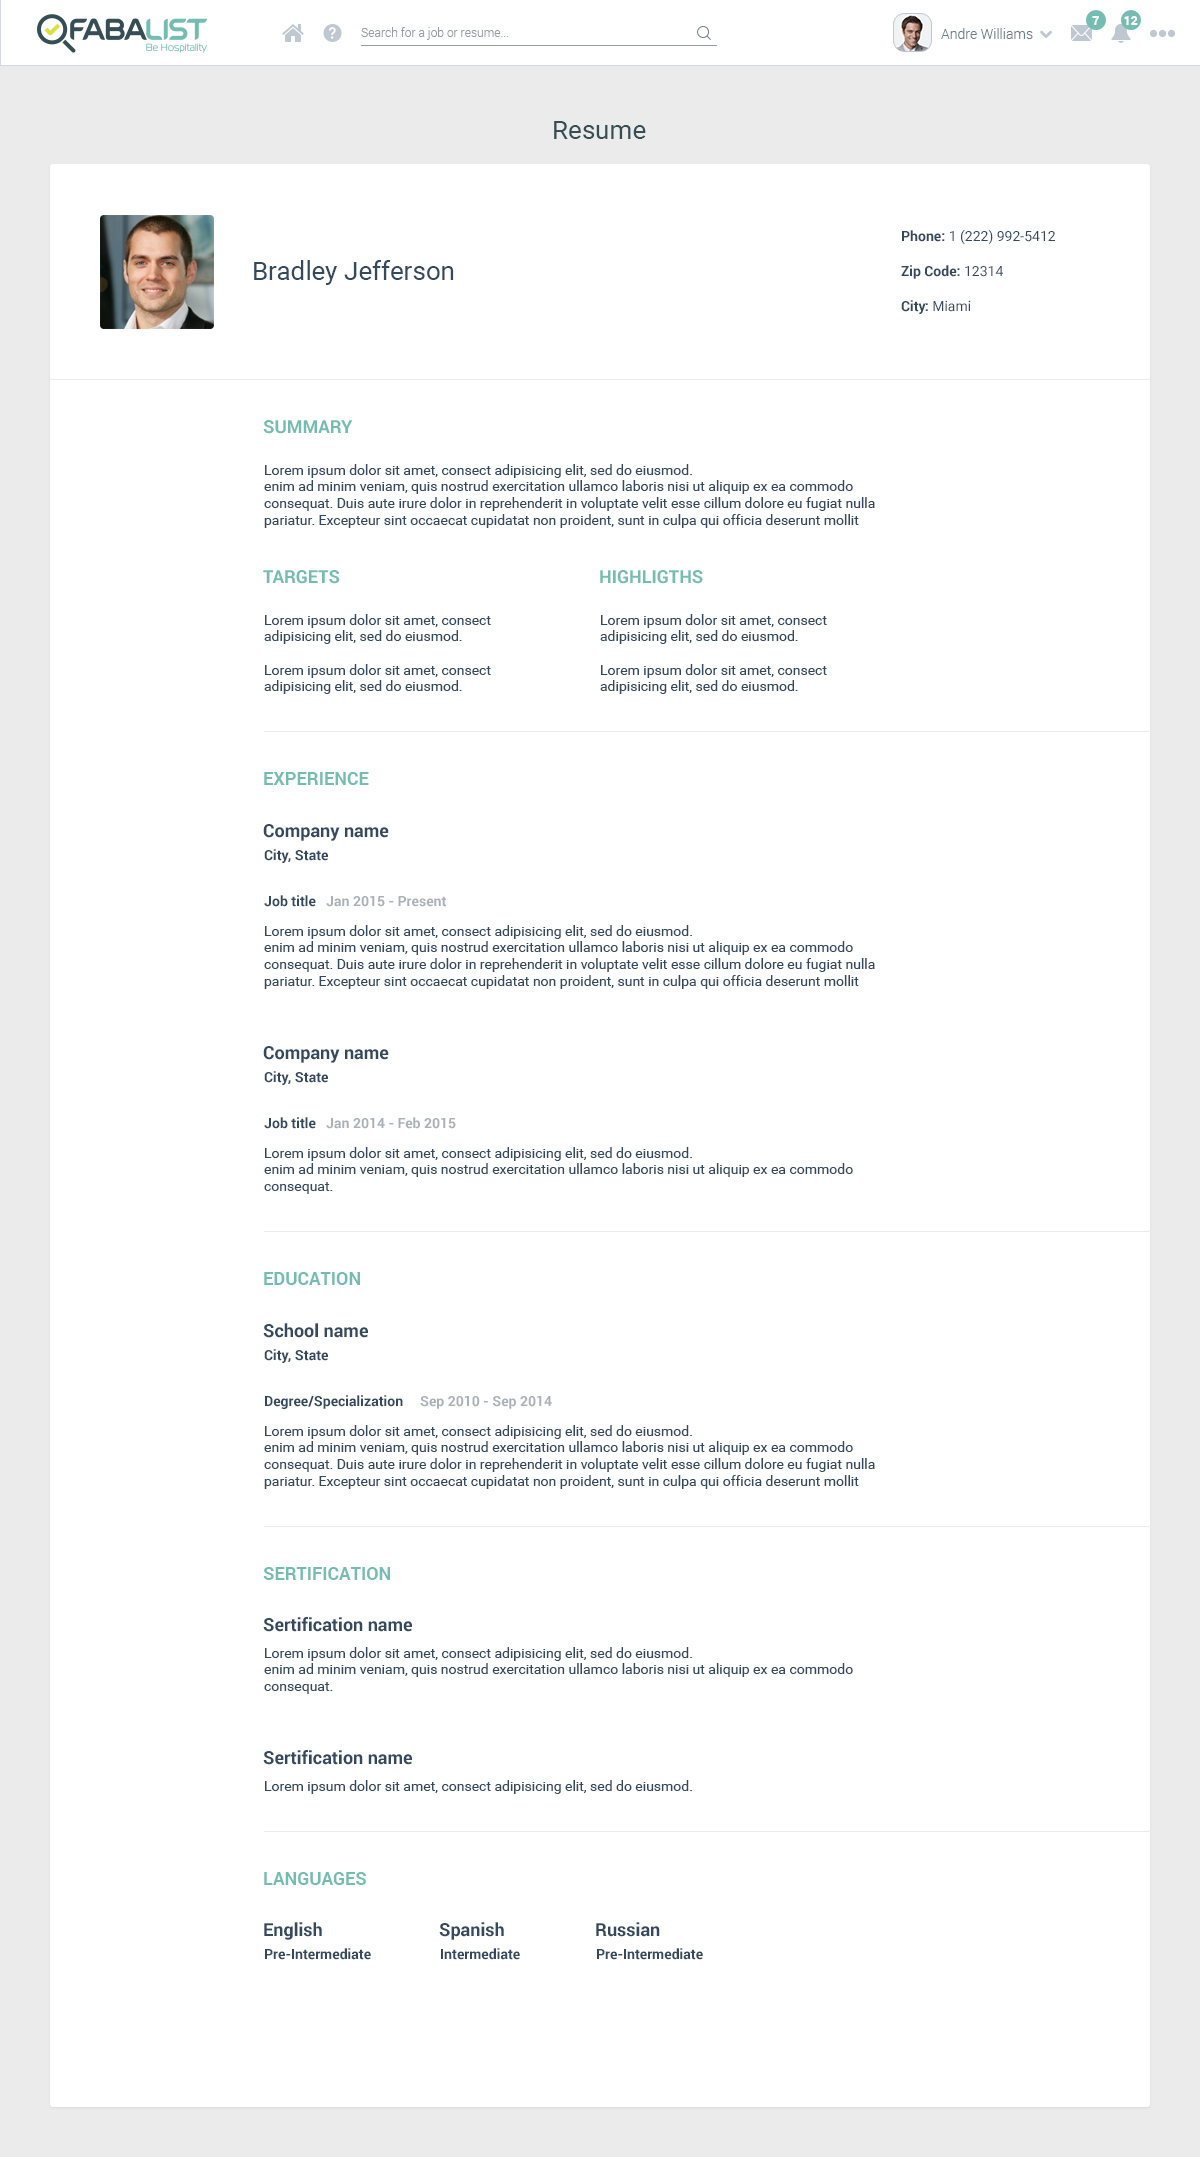 FABALIST
Be Hospitality
?
Search for a job or resume...
Andre Williams
7
12
Resume
Bradley Jefferson
Phone: 1 (222) 992-5412
Zip Code: 12314
City: Miami
SUMMARY
Lorem ipsum dolor sit amet, consect adipisicing elit, sed do eiusmod.
enim ad minim veniam, quis nostrud exercitation ullamco laboris nisi ut aliquip ex ea commodo
consequat. Duis aute irure dolor in reprehenderit in voluptate velit esse cillum dolore eu fugiat nulla
pariatur. Excepteur sint occaecat cupidatat non proident, sunt in culpa qui officia deserunt mollit
TARGETS
Lorem ipsum dolor sit amet, consect
adipisicing elit, sed do eiusmod.
Lorem ipsum dolor sit amet, consect
adipisicing elit, sed do eiusmod.
HIGHLIGTHS
Lorem ipsum dolor sit amet, consect
adipisicing elit, sed do eiusmod.
Lorem ipsum dolor sit amet, consect
adipisicing elit, sed do eiusmod.
EXPERIENCE
Company name
City, State
Job title Jan 2015 - Present
Lorem ipsum dolor sit amet, consect adipisicing elit, sed do eiusmod.
enim ad minim veniam, quis nostrud exercitation ullamco laboris nisi ut aliquip ex ea commodo
consequat. Duis aute irure dolor in reprehenderit in voluptate velit esse cillum dolore eu fugiat nulla
pariatur. Excepteur sint occaecat cupidatat non proident, sunt in culpa qui officia deserunt mollit
Company name
City, State
Job title Jan 2014 - Feb 2015
Lorem ipsum dolor sit amet, consect adipisicing elit, sed do eiusmod.
enim ad minim veniam, quis nostrud exercitation ullamco laboris nisi ut aliquip ex ea commodo
consequat.
EDUCATION
School name
City, State
Degree/Specialization Sep 2010 - Sep 2014
Lorem ipsum dolor sit amet, consect adipisicing elit, sed do eiusmod.
enim ad minim veniam, quis nostrud exercitation ullamco laboris nisi ut aliquip ex ea commodo
consequat. Duis aute irure dolor in reprehenderit in voluptate velit esse cillum dolore eu fugiat nulla
pariatur. Excepteur sint occaecat cupidatat non proident, sunt in culpa qui officia deserunt mollit
SERTIFICATION
Sertification name
Lorem ipsum dolor sit amet, consect adipisicing elit, sed do eiusmod.
enim ad minim veniam, quis nostrud exercitation ullamco laboris nisi ut aliquip ex ea commodo
consequat.
Sertification name
Lorem ipsum dolor sit amet, consect adipisicing elit, sed do eiusmod.
LANGUAGES
English
Pre-Intermediate
Spanish
Intermediate
Russian
Pre-Intermediate